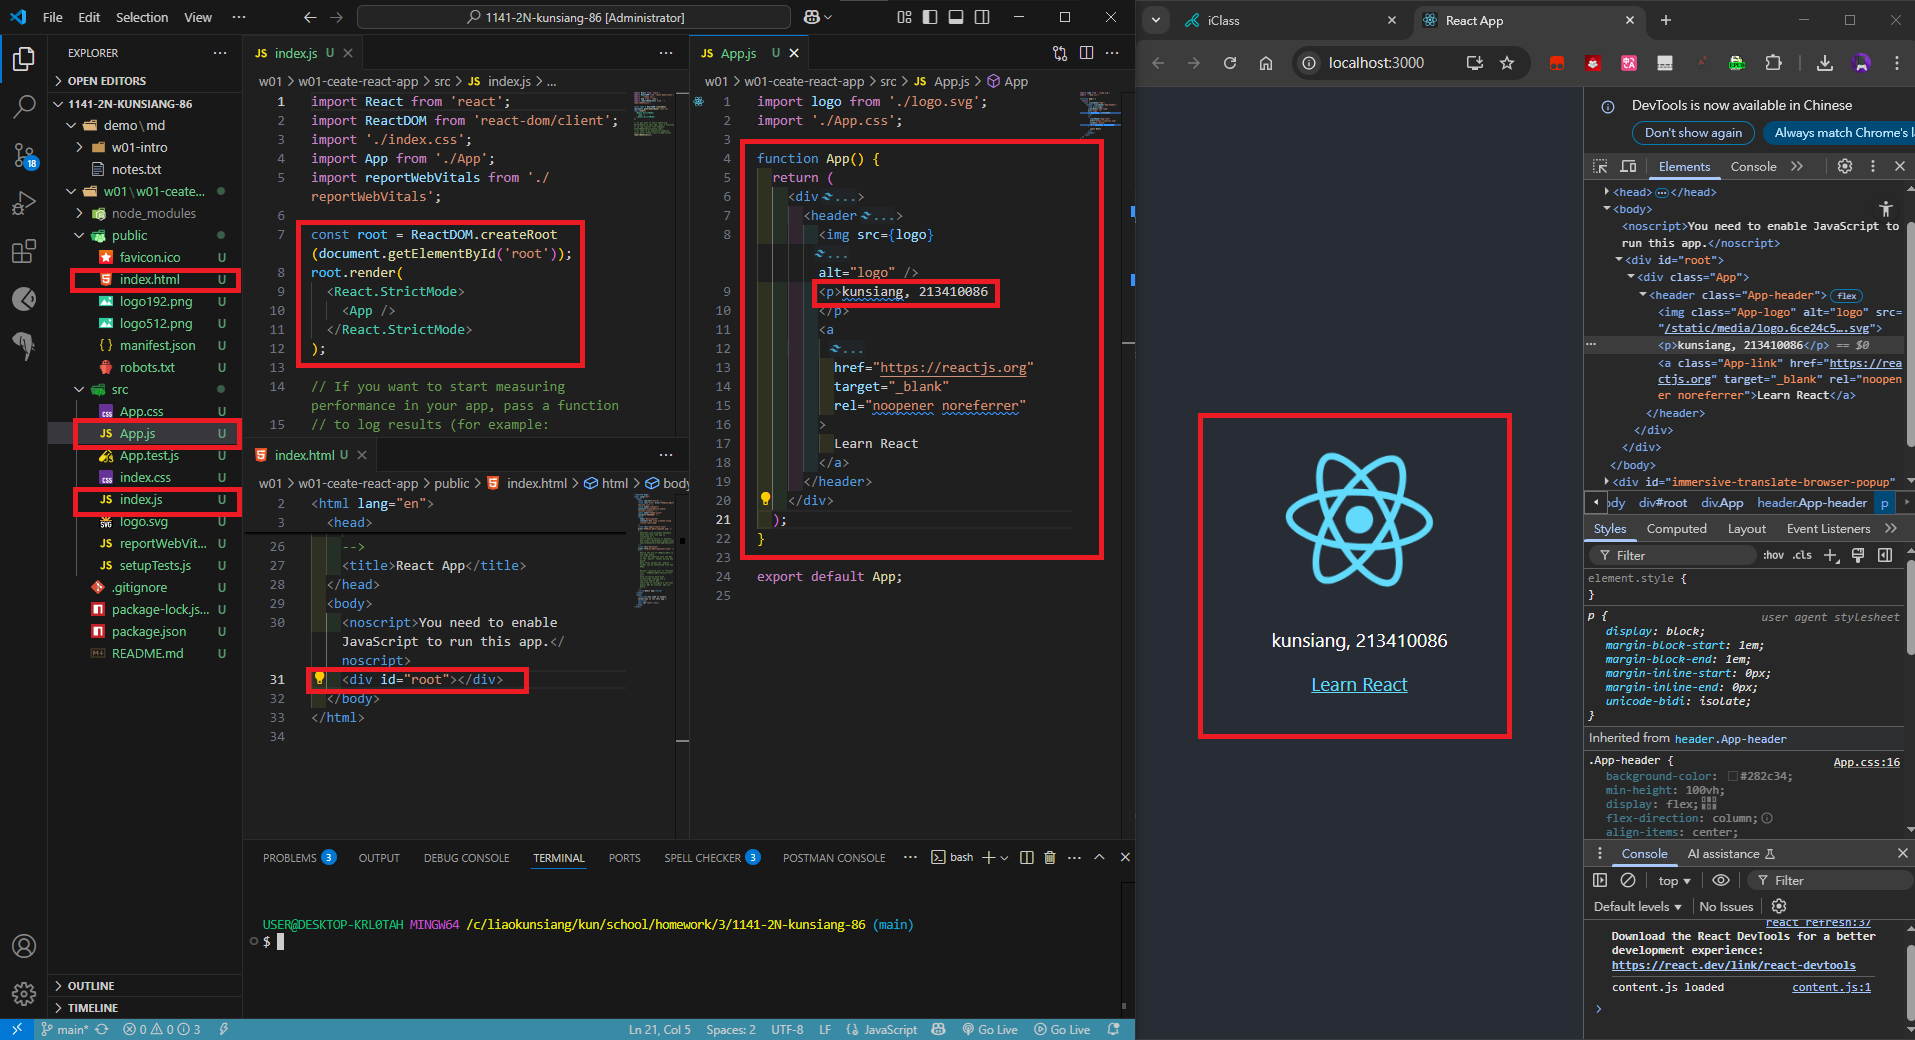 File Edit Selection View ··· 1141-2N-kunsiang-86 [Administrator]
EXPLORER
OPEN EDITORS
1141-2N-KUNSIANG-86
demo\md
w01-intro
notes.txt
w01\w01-ceate...
node_modules
public
favicon.ico U
index.html U
logo192.png U
logo512.png U
manifest.json U
robots.txt U
src
App.css U
App.js U
App.test.js U
index.css U
index.js U
logo.svg U
reportWebVit... U
setupTests.js U
.gitignore U
package-lock.js... U
package.json U
README.md U
OUTLINE
TIMELINE
18
index.js U
w01 > w01-ceate-react-app > src > JS index.js > ...
1 import React from 'react';
2 import ReactDOM from 'react-dom/client';
3 import './index.css';
4 import App from './App';
5 import reportWebVitals from './
reportWebVitals';
6
7 const root = ReactDOM.createRoot
(document.getElementById('root'));
8 root.render(
9 <React.StrictMode>
10 <App />
11 </React.StrictMode>
12 );
13
14 // If you want to start measuring
performance in your app, pass a function
15 // to log results (for example:
index.html U
w01 > w01-ceate-react-app > public > index.html > html > body
2 <html lang="en">
3 <head>
26 -->
27 <title>React App</title>
28 </head>
29 <body>
30 <noscript>You need to enable
JavaScript to run this app.</
noscript>
31 <div id="root"></div>
32 </body>
33 </html>
34
JS App.js U
w01 > w01-ceate-react-app > src > JS App.js > App
1 import logo from './logo.svg';
2 import './App.css';
3
4 function App() {
5 return (
6 <div ...>
7 <header ...>
8 <img src={logo}
...
alt="logo" />
9 <p>kunsiang, 213410086
10 </p>
11 <a
12 ...
13 href="https://reactjs.org"
14 target="_blank"
15 rel="noopener noreferrer"
16 >
17 Learn React
18 </a>
19 </header>
20 </div>
21 );
22 }
23
24 export default App;
25
PROBLEMS 3 OUTPUT DEBUG CONSOLE TERMINAL PORTS SPELL CHECKER 3 POSTMAN CONSOLE ··· bash
USER@DESKTOP-KRL0TAH MINGW64 /c/liaokunsiang/kun/school/homework/3/1141-2N-kunsiang-86 (main)
$
main* 0 0 3 Ln 21, Col 5 Spaces: 2 UTF-8 LF {} JavaScript Go Live Go Live
iClass
React App
localhost:3000
kunsiang, 213410086
Learn React
DevTools is now available in Chinese
Don't show again
Always match Chrome's l
Elements Console
<head> ··· </head>
<body>
<noscript>You need to enable JavaScript to
run this app.</noscript>
<div id="root">
<div class="App">
<header class="App-header"> flex
<img class="App-logo" alt="logo" src=
"/static/media/logo.6ce24c5….svg">
<p>kunsiang, 213410086</p> == $0
<a class="App-link" href="https://rea
ctjs.org" target="_blank" rel="noopen
er noreferrer">Learn React</a>
</header>
</div>
</div>
</body>
<div id="immersive-translate-browser-popup"
ody div#root div.App header.App-header p
Styles Computed Layout Event Listeners
Filter :hov .cls
element.style {
}
p { user agent stylesheet
display: block;
margin-block-start: 1em;
margin-block-end: 1em;
margin-inline-start: 0px;
margin-inline-end: 0px;
unicode-bidi: isolate;
}
Inherited from header.App-header
.App-header { App.css:16
background-color: #282c34;
min-height: 100vh;
display: flex;
flex-direction: column;
align-items: center;
Console AI assistance
top Filter
Default levels No Issues
react refresh:37
Download the React DevTools for a better
development experience:
https://react.dev/link/react-devtools
content.js loaded content.js:1